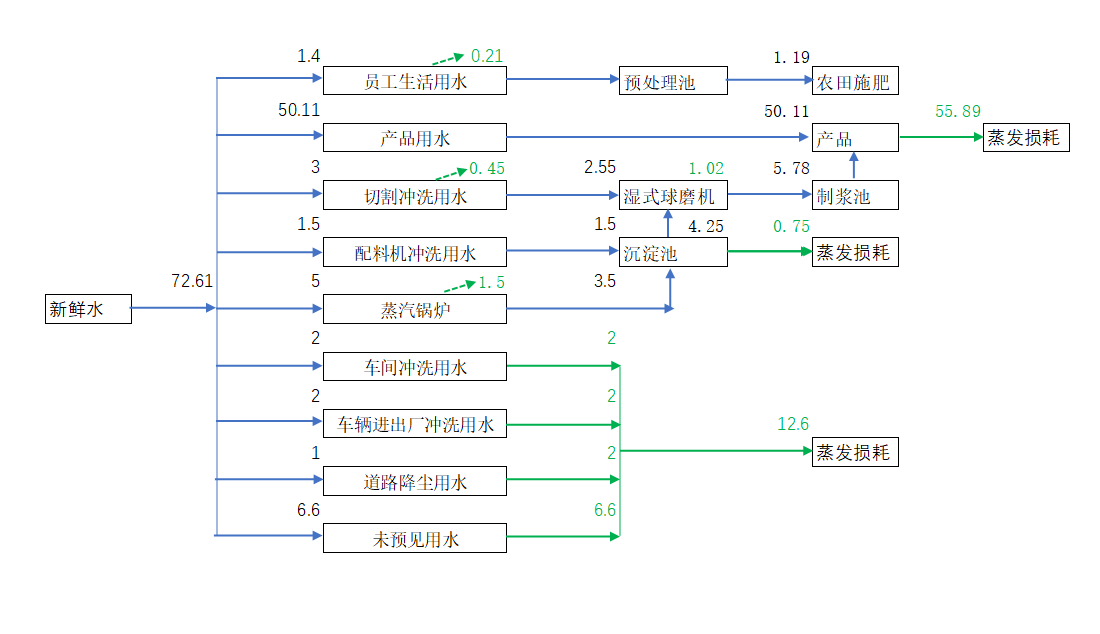 1.4
0.21
1.19
员工生活用水
预处理池
农田施肥
50.11
50.11
55.89
产品用水
产品
蒸发损耗
3
0.45
2.55
1.02
5.78
切割冲洗用水
湿式球磨机
制浆池
1.5
1.5
4.25
0.75
配料机冲洗用水
沉淀池
蒸发损耗
72.61
5
1.5
3.5
新鲜水
蒸汽锅炉
2
2
车间冲洗用水
2
2
车辆进出厂冲洗用水
12.6
蒸发损耗
1
2
道路降尘用水
6.6
6.6
未预见用水